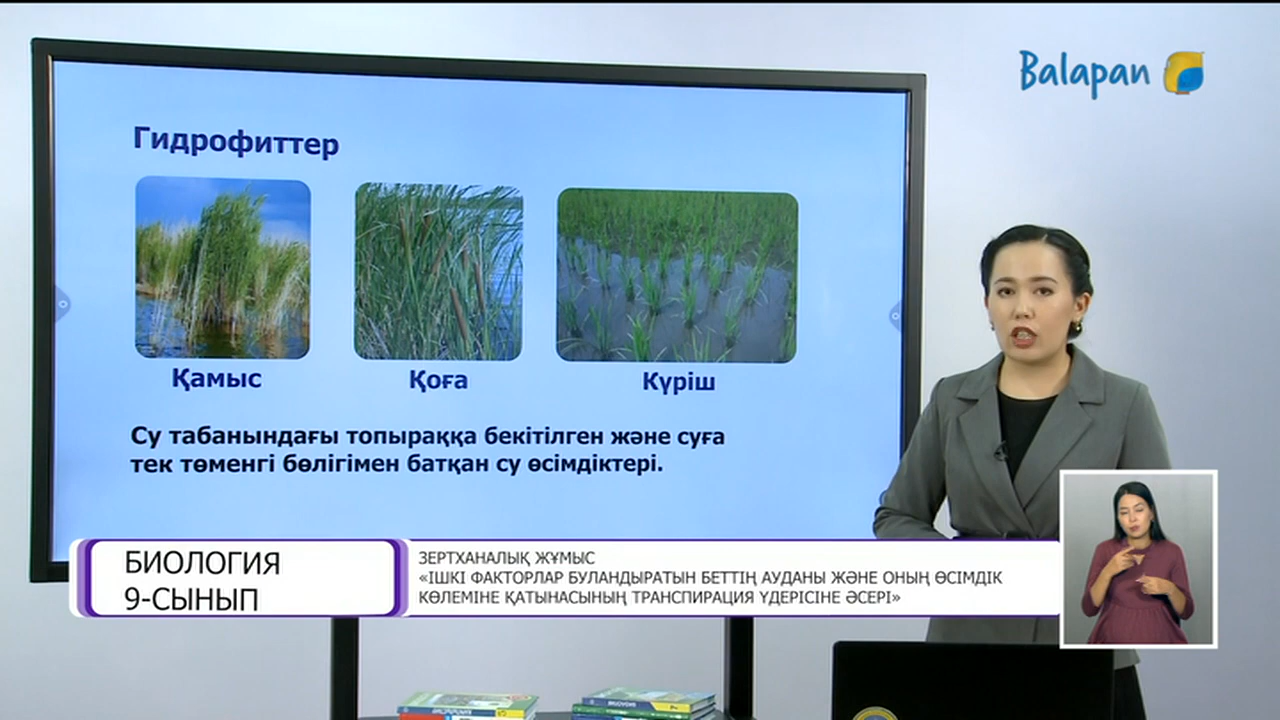 Balapan
Гидрофиттер
Қамыс
Қоға
Күріш
Су табанындағы топыраққа бекітілген және суға
тек төменгі бөлігімен батқан су өсімдіктері.
БИОЛОГИЯ
9-СЫНЫП
ЗЕРТХАНАЛЫҚ ЖҰМЫС
«ІШКІ ФАКТОРЛАР БУЛАНДЫРАТЫН БЕТТІҢ АУДАНЫ ЖӘНЕ ОНЫҢ ӨСІМДІК
КӨЛЕМІНЕ ҚАТЫНАСЫНЫҢ ТРАНСПИРАЦИЯ ҮДЕРІСІНЕ ӘСЕРІ»